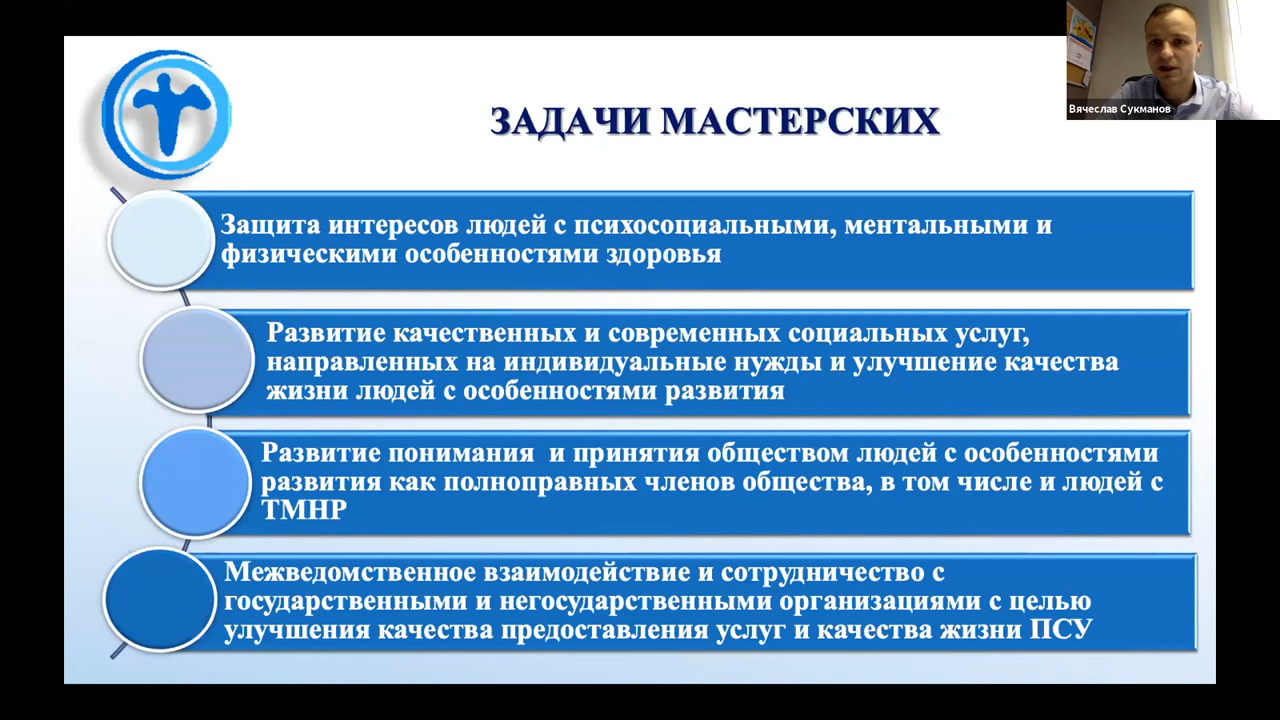 ЗАДАЧИ МАСТЕРСКИХ
Вячеслав Сукманов
Защита интересов людей с психосоциальными, ментальными и
физическими особенностями здоровья
Развитие качественных и современных социальных услуг,
направленных на индивидуальные нужды и улучшение качества
жизни людей с особенностями развития
Развитие понимания и принятия обществом людей с особенностями
развития как полноправных членов общества, в том числе и людей с
ТМНР
Межведомственное взаимодействие и сотрудничество с
государственными и негосударственными организациями с целью
улучшения качества предоставления услуг и качества жизни ПСУ